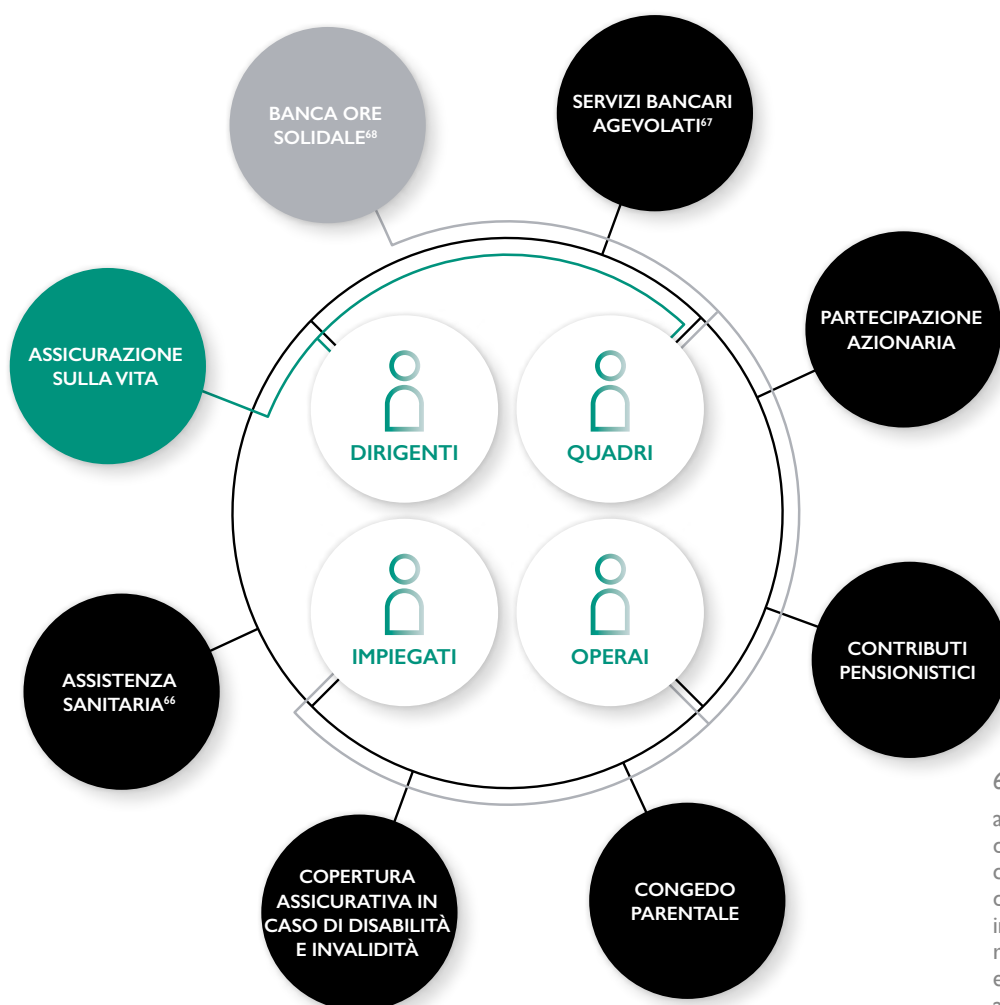 BANCA ORE
SOLIDALE⁶⁸
SERVIZI BANCARI
AGEVOLATI⁶⁷
PARTECIPAZIONE
AZIONARIA
ASSICURAZIONE
SULLA VITA
DIRIGENTI
QUADRI
IMPIEGATI
OPERAI
ASSISTENZA
SANITARIA⁶⁶
CONTRIBUTI
PENSIONISTICI
COPERTURA
ASSICURATIVA IN
CASO DI DISABILITÀ
E INVALIDITÀ
CONGEDO
PARENTALE